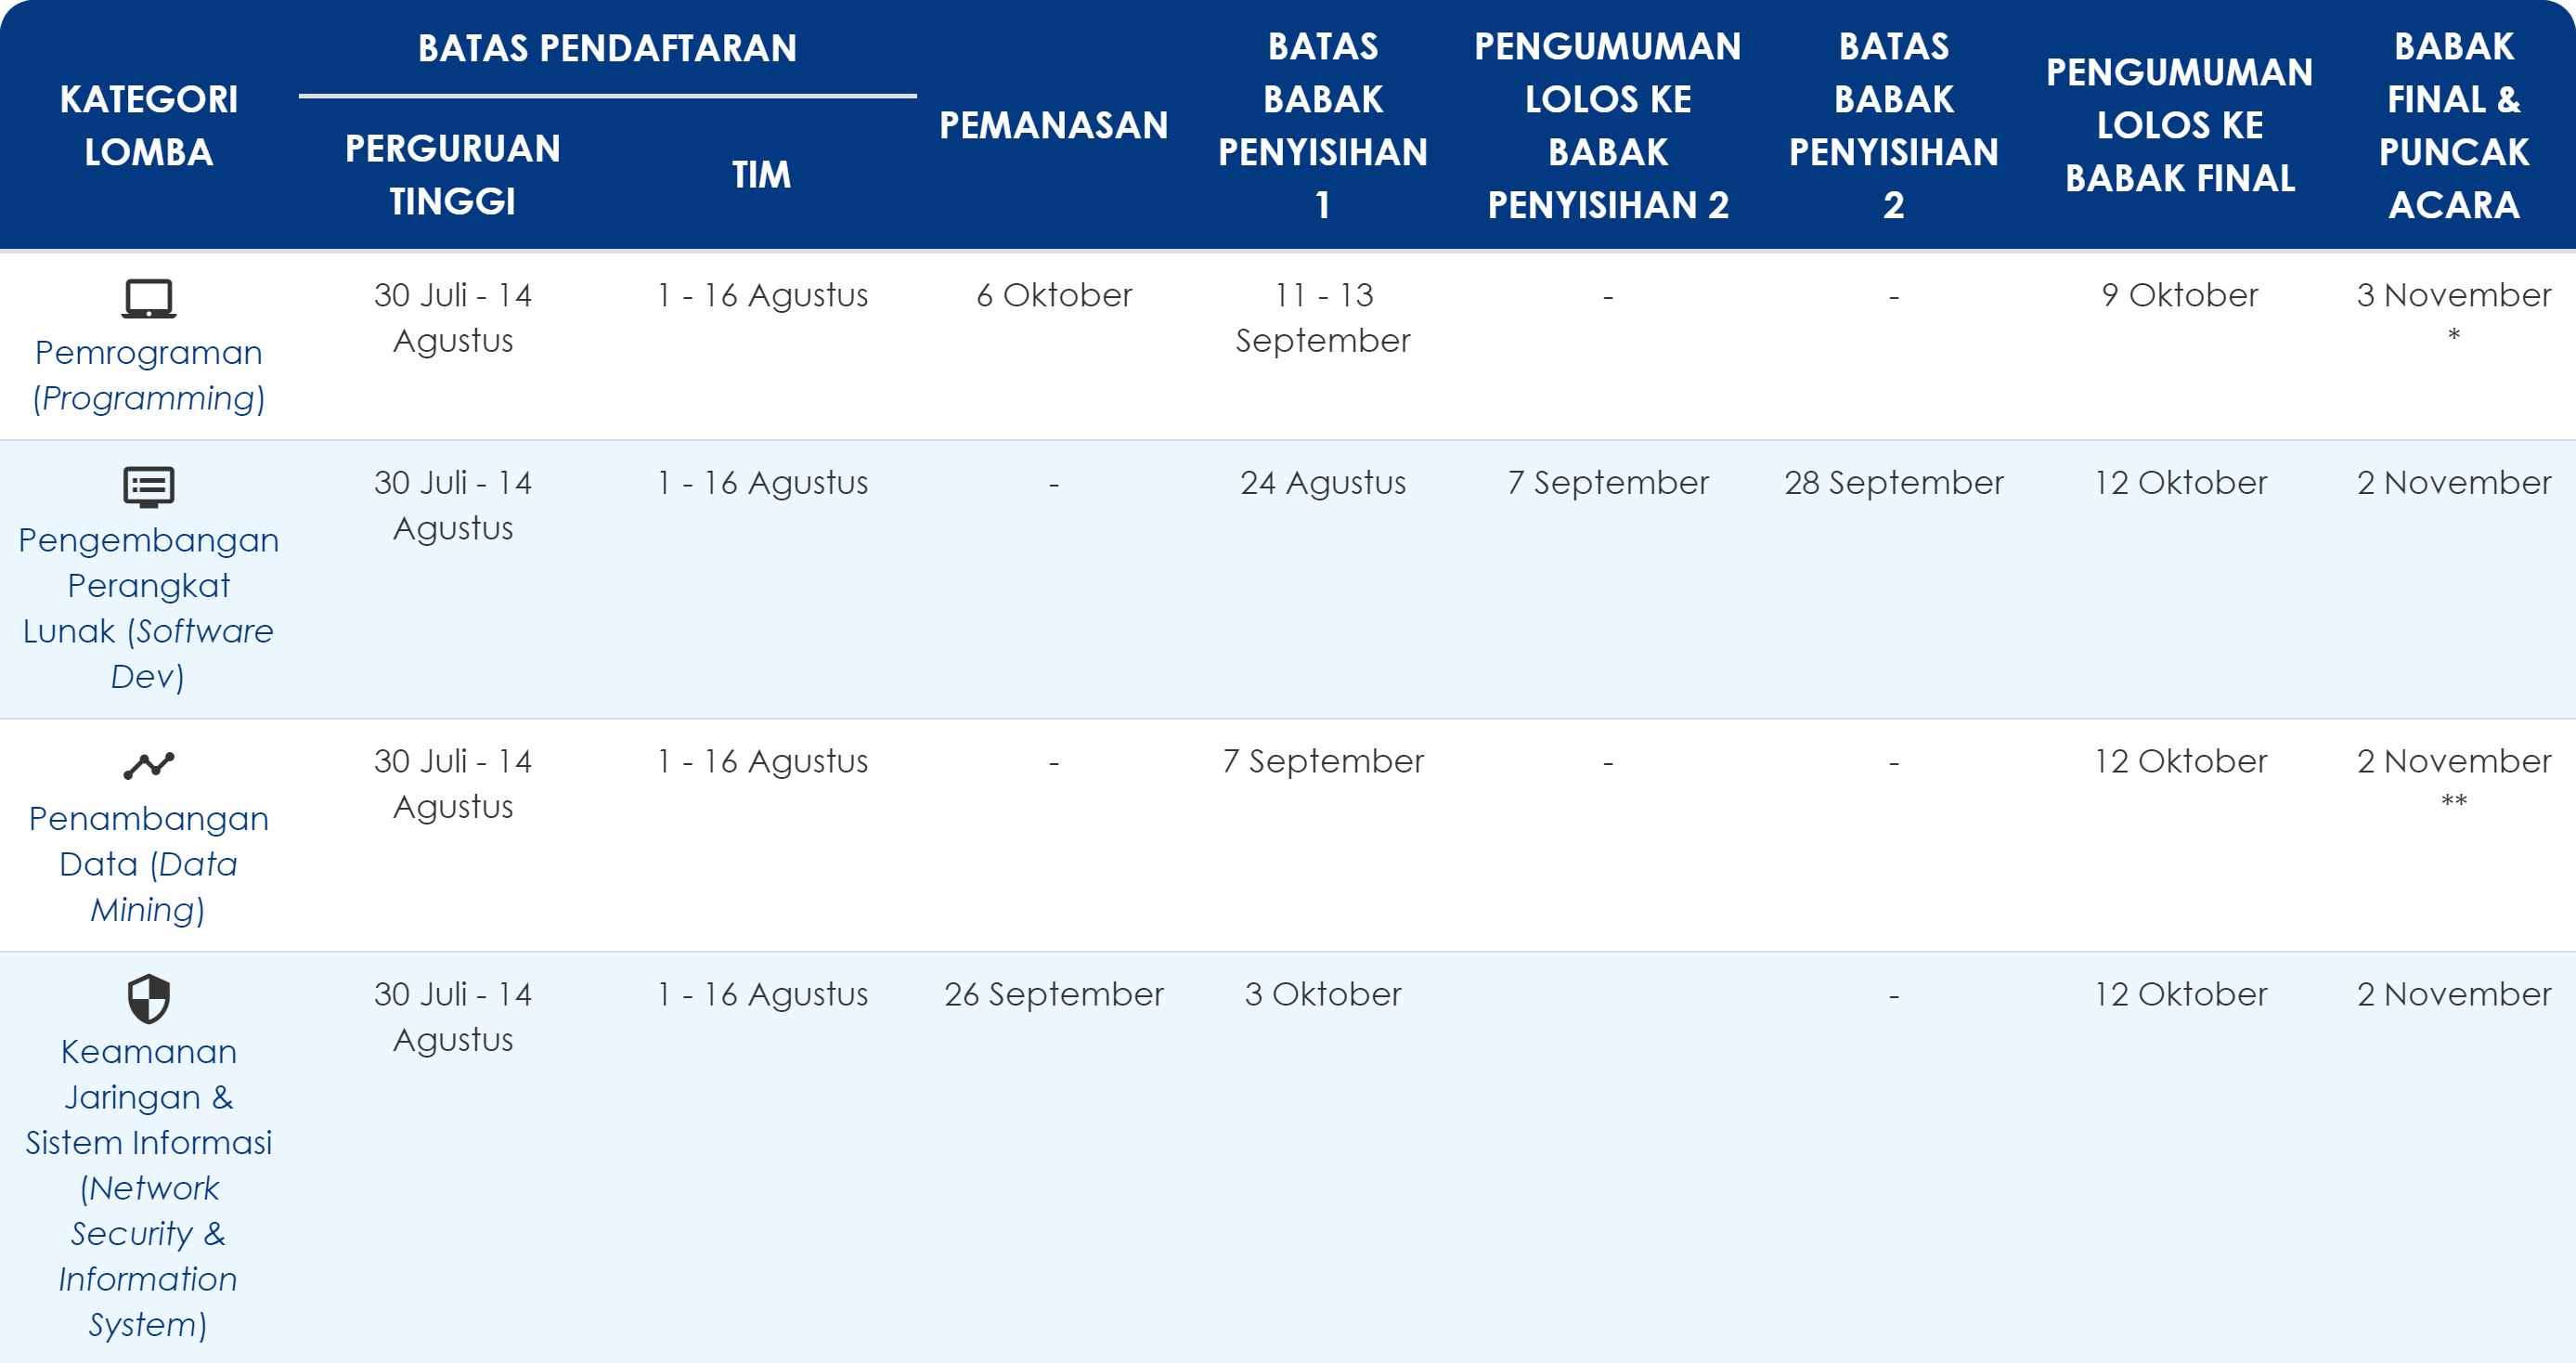 KATEGORI
LOMBA
BATAS PENDAFTARAN
PERGURUAN
TINGGI
TIM
PEMANASAN
BATAS
BABAK
PENYISIHAN
1
PENGUMUMAN
LOLOS KE
BABAK
PENYISIHAN 2
BATAS
BABAK
PENYISIHAN
2
PENGUMUMAN
LOLOS KE
BABAK FINAL
BABAK
FINAL &
PUNCAK
ACARA
Pemrograman
(Programming)
30 Juli - 14
Agustus
1 - 16 Agustus
6 Oktober
11 - 13
September
-
-
9 Oktober
3 November
*
Pengembangan
Perangkat
Lunak (Software
Dev)
30 Juli - 14
Agustus
1 - 16 Agustus
-
24 Agustus
7 September
28 September
12 Oktober
2 November
Penambangan
Data (Data
Mining)
30 Juli - 14
Agustus
1 - 16 Agustus
-
7 September
-
-
12 Oktober
2 November
**
Keamanan
Jaringan &
Sistem Informasi
(Network
Security &
Information
System)
30 Juli - 14
Agustus
1 - 16 Agustus
26 September
3 Oktober
-
12 Oktober
2 November